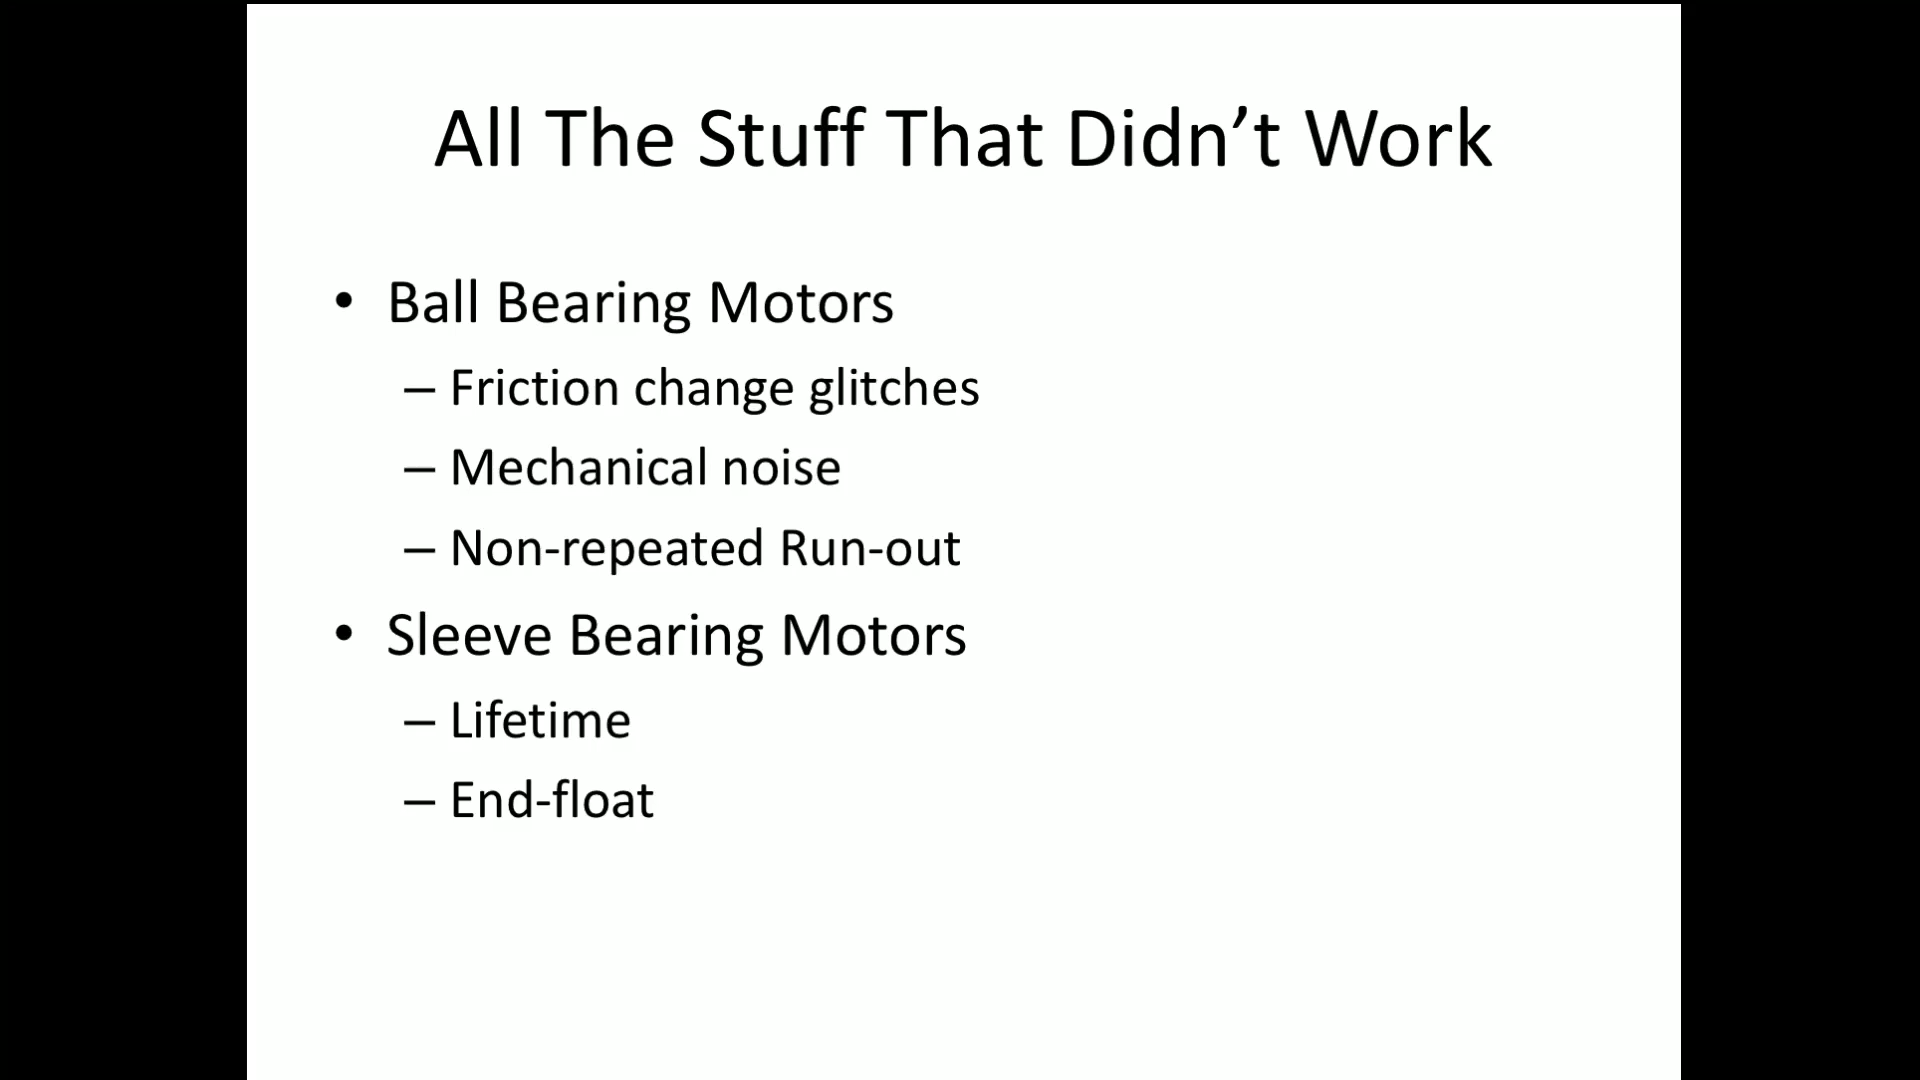 All The Stuff That Didn’t Work
• Ball Bearing Motors
– Friction change glitches
– Mechanical noise
– Non-repeated Run-out
• Sleeve Bearing Motors
– Lifetime
– End-float